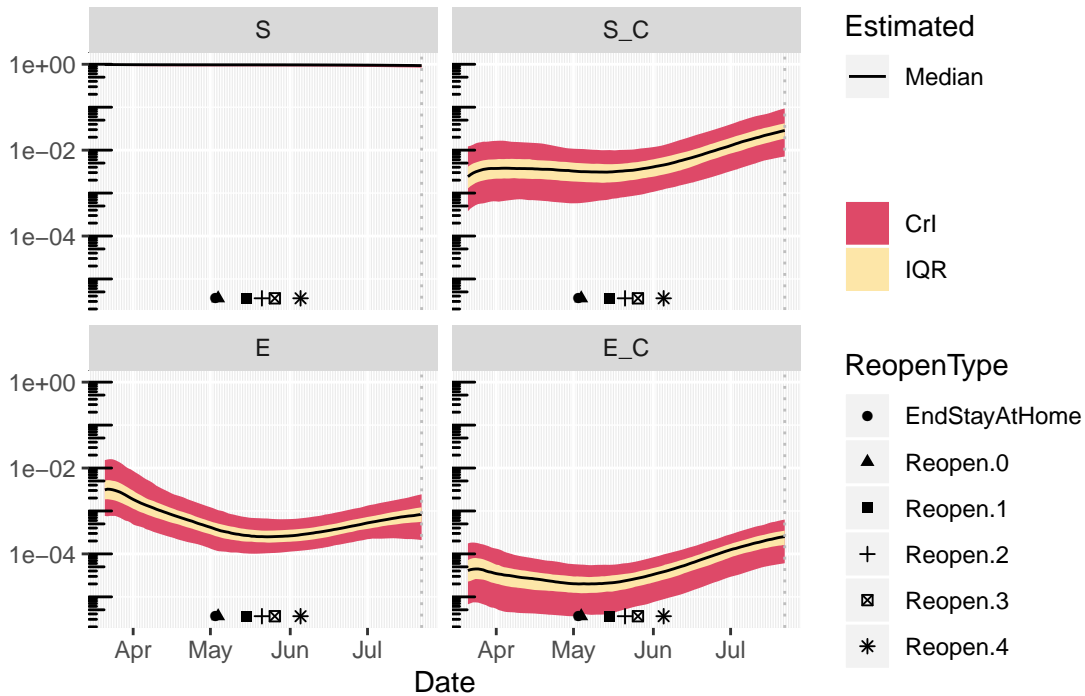 S
S_C
1e+00
1e−02
1e−04
E
E_C
1e+00
1e−02
1e−04
Apr
May
Jun
Jul
Apr
May
Jun
Jul
Date
Estimated
Median
CrI
IQR
ReopenType
EndStayAtHome
Reopen.0
Reopen.1
Reopen.2
Reopen.3
Reopen.4